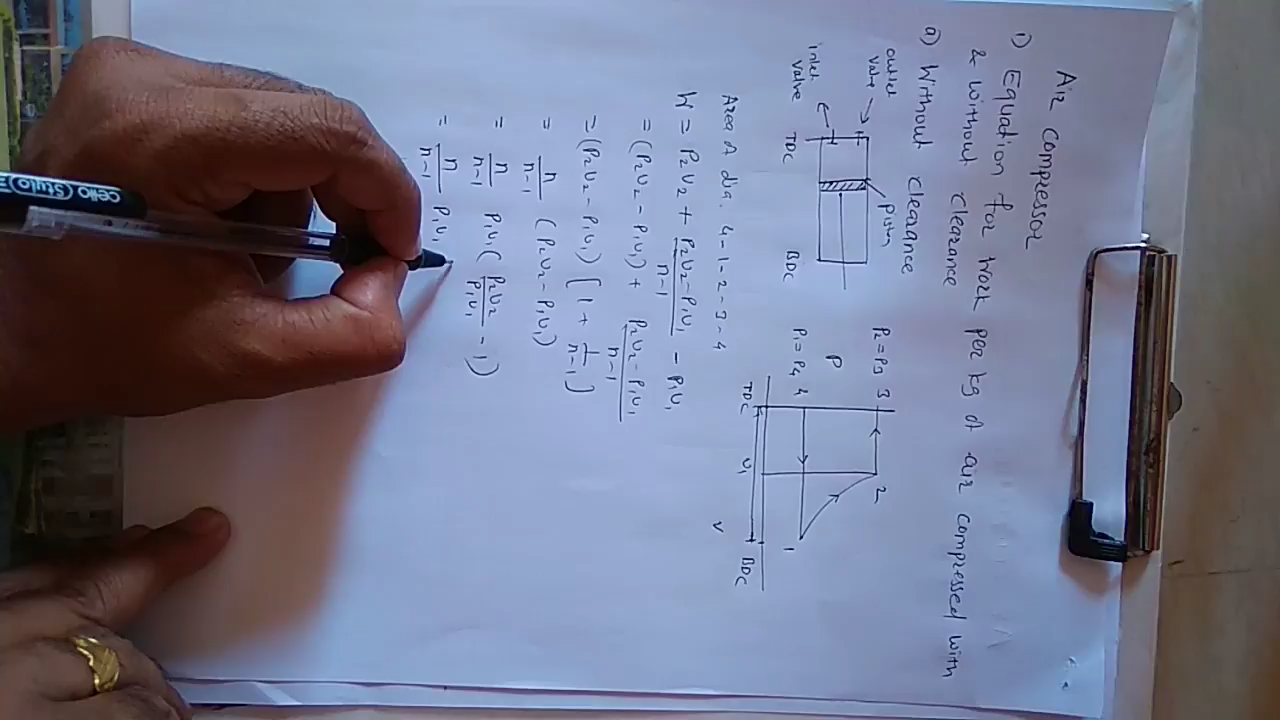 Air Compressor
1) Equation for work per kg of air compressed with
& without clearance
a) Without clearance
outlet
valve
inlet
valve
Piston
TDC
BDC
P2 = P3 3
2
P
P1 = P4 4
1
TDC
V1
BDC
V
Area of dia. 4-1-2-3-4
W = P2V2 + (P2V2 - P1V1)/(n-1) - P1V1
= (P2V2 - P1V1) + (P2V2 - P1V1)/(n-1)
= (P2V2 - P1V1) [1 + 1/(n-1)]
= n/(n-1) (P2V2 - P1V1)
= n/(n-1) P1V1 (P2V2/P1V1 - 1)
= n/(n-1) P1V1
cello Stylo